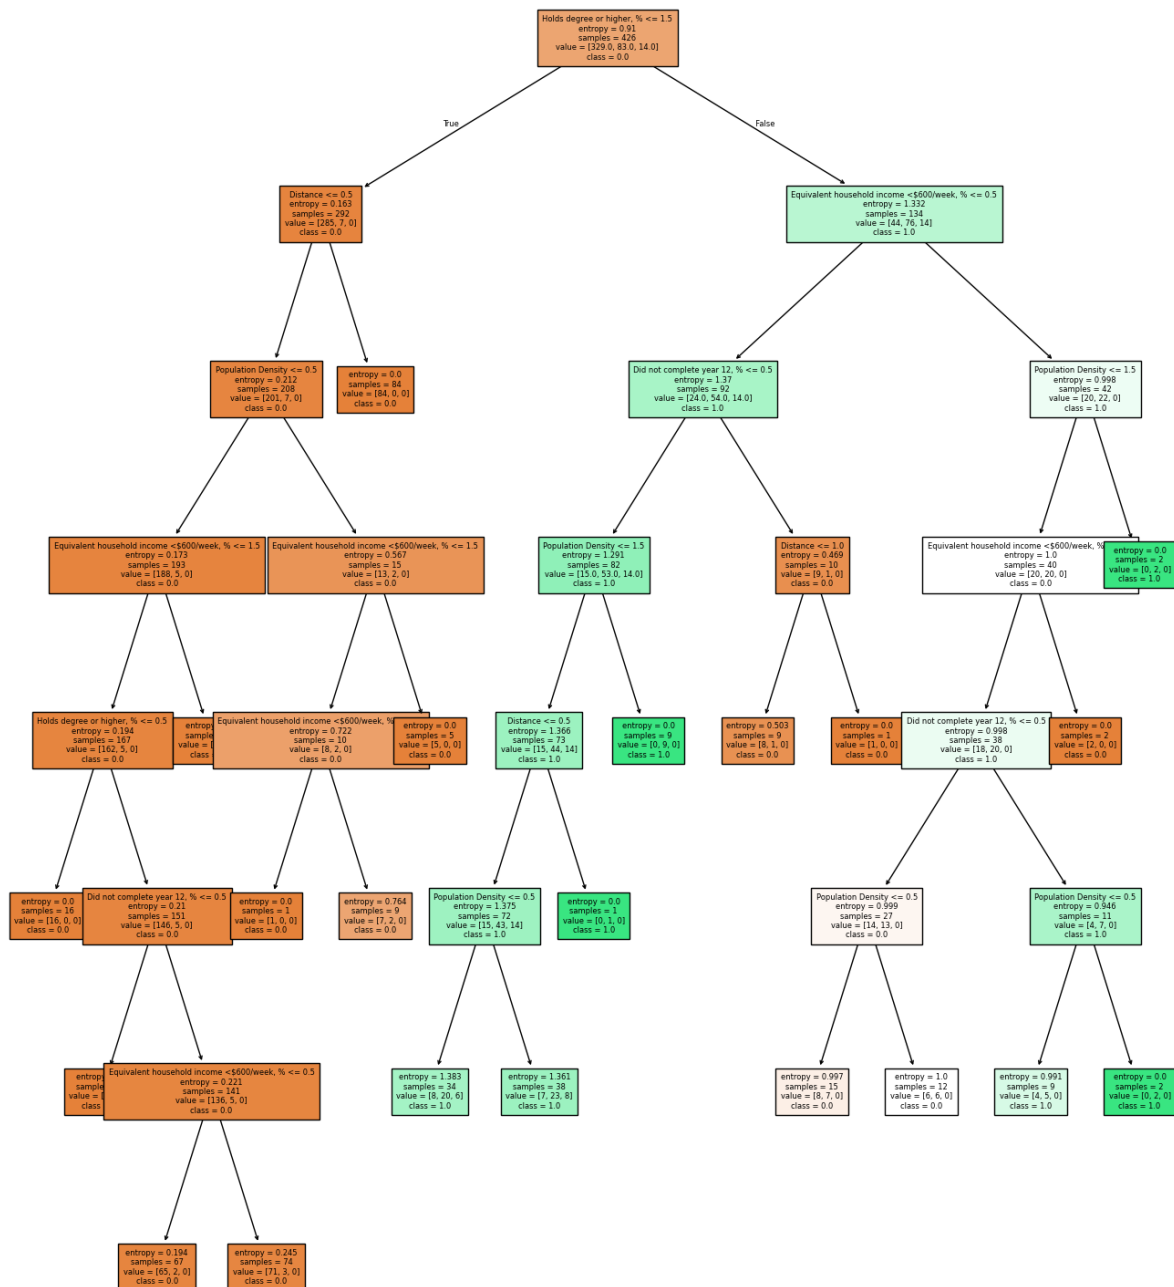 Holds degree or higher, % <= 1.5
entropy = 0.91
samples = 426
value = [329.0, 83.0, 14.0]
class = 0.0
True
False
Distance <= 0.5
entropy = 0.163
samples = 292
value = [285, 7, 0]
class = 0.0
Equivalent household income <$600/week, % <= 0.5
entropy = 1.332
samples = 134
value = [44, 76, 14]
class = 1.0
Population Density <= 0.5
entropy = 0.212
samples = 208
value = [201, 7, 0]
class = 0.0
entropy = 0.0
samples = 84
value = [84, 0, 0]
class = 0.0
Did not complete year 12, % <= 0.5
entropy = 1.37
samples = 92
value = [24.0, 54.0, 14.0]
class = 1.0
Population Density <= 1.5
entropy = 0.998
samples = 42
value = [20, 22, 0]
class = 1.0
Equivalent household income <$600/week, % <= 1.5
entropy = 0.173
samples = 193
value = [188, 5, 0]
class = 0.0
Equivalent household income <$600/week, % <= 1.5
entropy = 0.567
samples = 15
value = [13, 2, 0]
class = 0.0
Population Density <= 1.5
entropy = 1.291
samples = 82
value = [15.0, 53.0, 14.0]
class = 1.0
Distance <= 1.0
entropy = 0.469
samples = 10
value = [9, 1, 0]
class = 0.0
Equivalent household income <$600/week, %
entropy = 1.0
samples = 40
value = [20, 20, 0]
class = 0.0
entropy = 0.0
samples = 2
value = [0, 2, 0]
class = 1.0
Holds degree or higher, % <= 0.5
entropy = 0.194
samples = 167
value = [162, 5, 0]
class = 0.0
entropy
value = [
class
Equivalent household income <$600/week, %
entropy = 0.722
samples = 10
value = [8, 2, 0]
class = 0.0
entropy = 0.0
samples = 5
value = [5, 0, 0]
class = 0.0
Distance <= 0.5
entropy = 1.366
samples = 73
value = [15, 44, 14]
class = 1.0
entropy = 0.0
samples = 9
value = [0, 9, 0]
class = 1.0
entropy = 0.503
samples = 9
value = [8, 1, 0]
class = 0.0
entropy = 0.0
samples = 1
value = [1, 0, 0]
class = 0.0
Did not complete year 12, % <= 0.5
entropy = 0.998
samples = 38
value = [18, 20, 0]
class = 1.0
entropy = 0.0
samples = 2
value = [2, 0, 0]
class = 0.0
entropy = 0.0
samples = 16
value = [16, 0, 0]
class = 0.0
Did not complete year 12, % <= 0.5
entropy = 0.21
samples = 151
value = [146, 5, 0]
class = 0.0
entropy = 0.0
samples = 1
value = [1, 0, 0]
class = 0.0
entropy = 0.764
samples = 9
value = [7, 2, 0]
class = 0.0
Population Density <= 0.5
entropy = 1.375
samples = 72
value = [15, 43, 14]
class = 1.0
entropy = 0.0
samples = 1
value = [0, 1, 0]
class = 1.0
Population Density <= 0.5
entropy = 0.999
samples = 27
value = [14, 13, 0]
class = 0.0
Population Density <= 0.5
entropy = 0.946
samples = 11
value = [4, 7, 0]
class = 1.0
entropy
value = [
class
Equivalent household income <$600/week, % <= 0.5
entropy = 0.221
samples = 141
value = [136, 5, 0]
class = 0.0
entropy = 1.383
samples = 34
value = [8, 20, 6]
class = 1.0
entropy = 1.361
samples = 38
value = [7, 23, 8]
class = 1.0
entropy = 0.997
samples = 15
value = [8, 7, 0]
class = 0.0
entropy = 1.0
samples = 12
value = [6, 6, 0]
class = 0.0
entropy = 0.991
samples = 9
value = [4, 5, 0]
class = 1.0
entropy = 0.0
samples = 2
value = [0, 2, 0]
class = 1.0
entropy = 0.194
samples = 67
value = [65, 2, 0]
class = 0.0
entropy = 0.245
samples = 74
value = [71, 3, 0]
class = 0.0